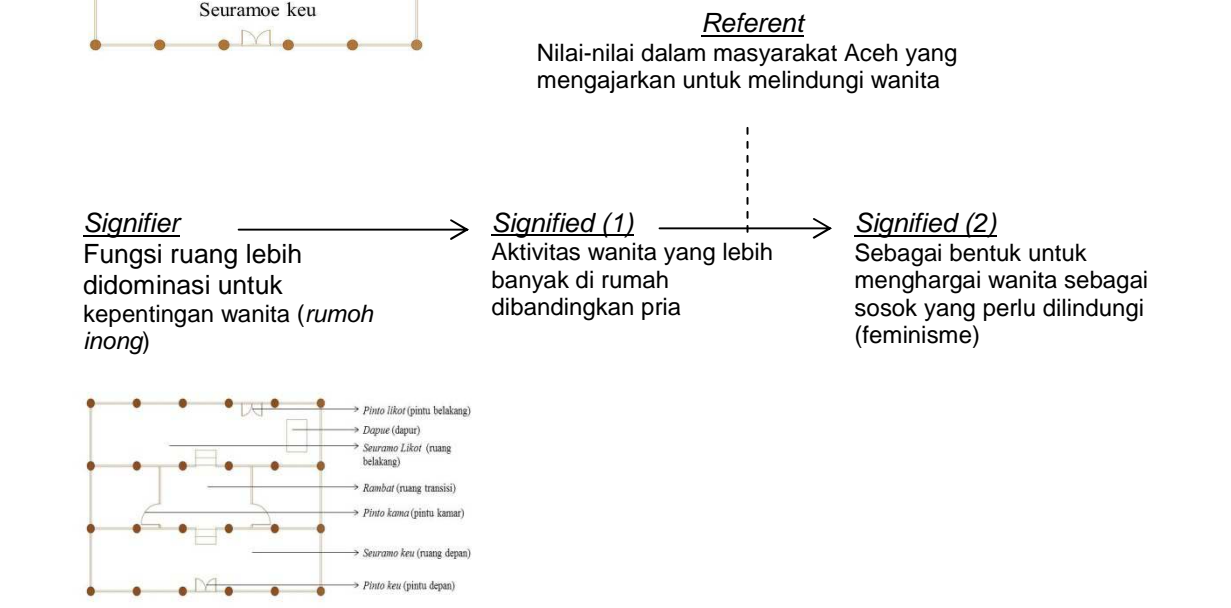 Seuramoe keu
Referent
Nilai-nilai dalam masyarakat Aceh yang
mengajarkan untuk melindungi wanita
Signifier
Fungsi ruang lebih
didominasi untuk
kepentingan wanita (rumoh
inong)
Signified (1)
Aktivitas wanita yang lebih
banyak di rumah
dibandingkan pria
Signified (2)
Sebagai bentuk untuk
menghargai wanita sebagai
sosok yang perlu dilindungi
(feminisme)
Pinto likot (pintu belakang)
Dapue (dapur)
Seuramo Likot (ruang
belakang)
Rambat (ruang transisi)
Pinto kama (pintu kamar)
Seuramo keu (ruang depan)
Pinto keu (pintu depan)